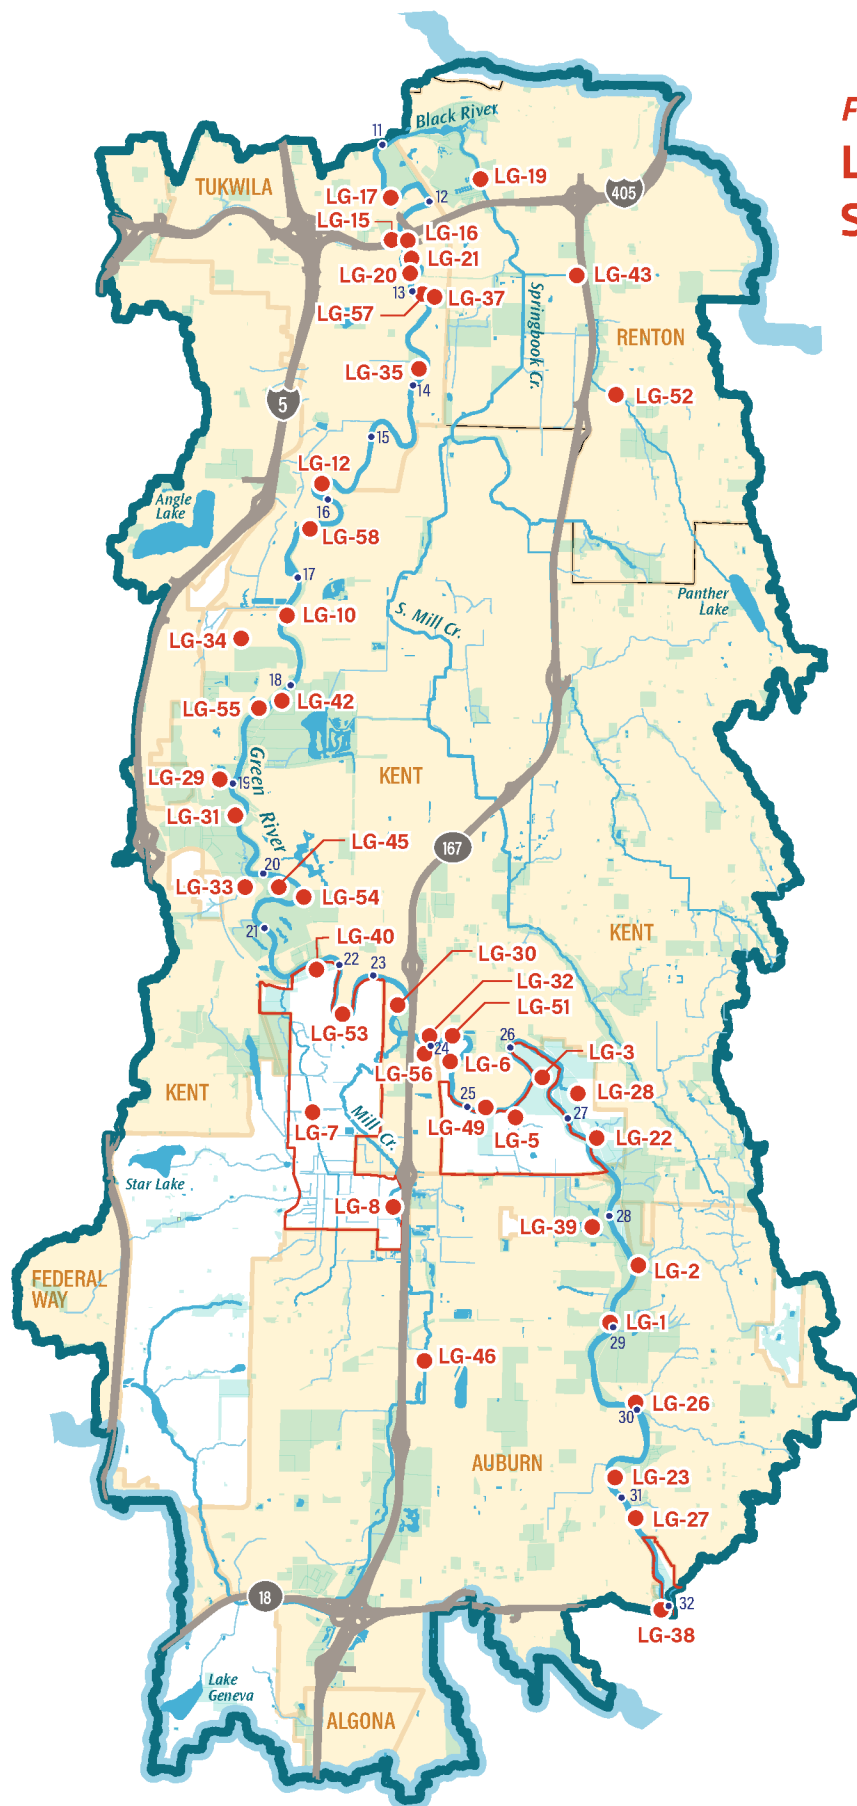 P
L
S
Black River
11
TUKWILA
LG-17
12
LG-19
405
LG-15
LG-16
LG-21
LG-20
LG-43
13
LG-57
LG-37
Springbook Cr.
RENTON
LG-35
14
5
LG-52
15
LG-12
Angle
Lake
16
LG-58
17
Panther
Lake
LG-10
S. Mill Cr.
LG-34
18
LG-42
LG-55
Green
River
LG-29
19
KENT
LG-31
LG-45
167
20
LG-33
LG-54
21
KENT
LG-40
22
23
LG-30
LG-32
LG-51
LG-53
26
24
LG-56
LG-6
LG-3
KENT
LG-28
25
27
LG-7
Mill Cr.
LG-49
LG-5
LG-22
Star Lake
LG-8
28
LG-39
FEDERAL
WAY
LG-2
LG-1
29
LG-46
LG-26
30
AUBURN
LG-23
31
LG-27
18
32
LG-38
Lake
Geneva
ALGONA